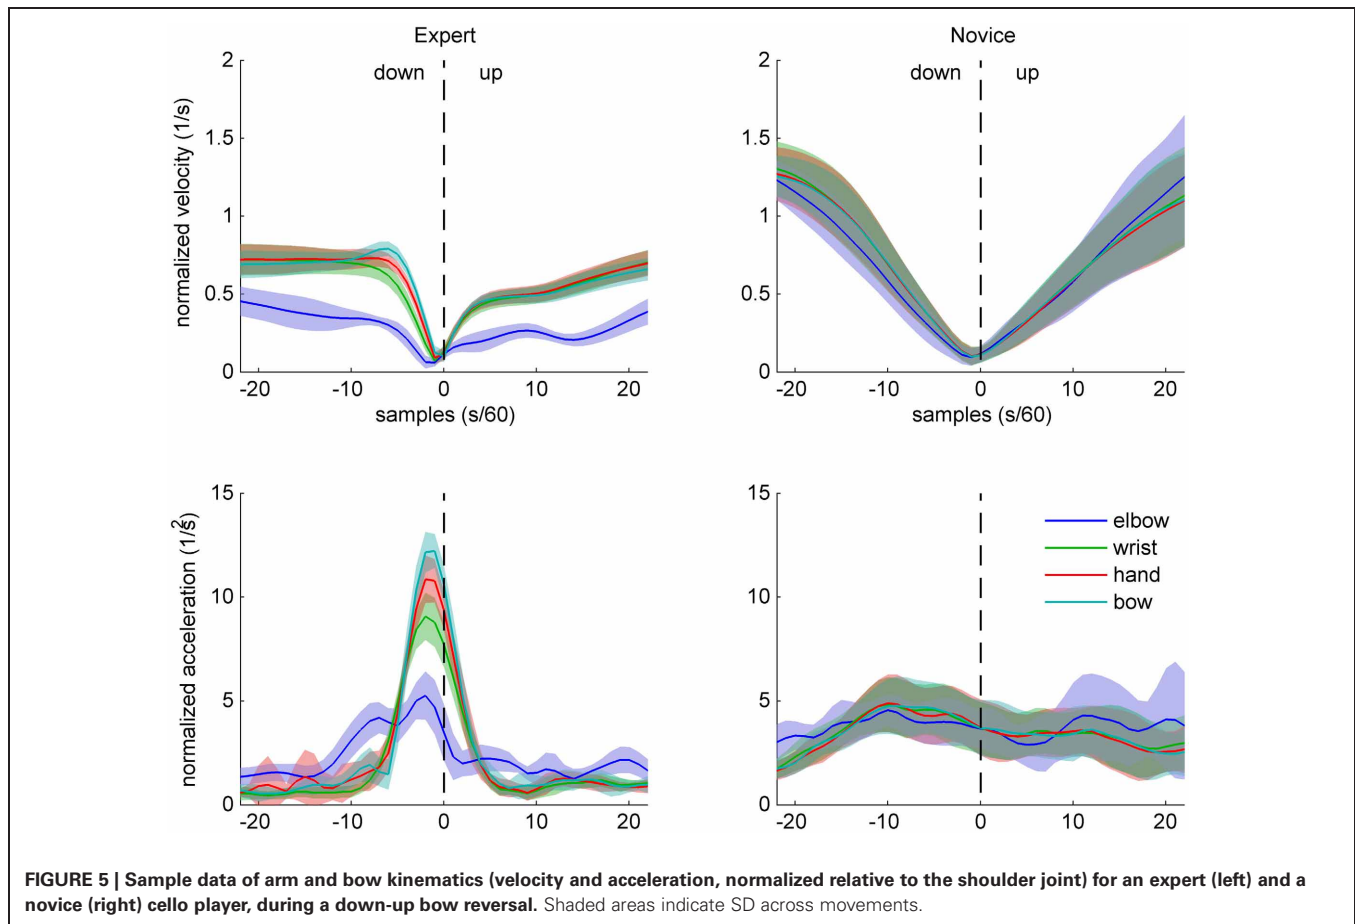 Expert
down up
2
1.5
1
0.5
0
normalized velocity (1/s)
-20 -10 0 10 20
samples (s/60)
Novice
down up
2
1.5
1
0.5
0
-20 -10 0 10 20
samples (s/60)
15
10
5
0
normalized acceleration (1/s²)
-20 -10 0 10 20
15
10
5
0
-20 -10 0 10 20
elbow
wrist
hand
bow
FIGURE 5 | Sample data of arm and bow kinematics (velocity and acceleration, normalized relative to the shoulder joint) for an expert (left) and a
novice (right) cello player, during a down-up bow reversal. Shaded areas indicate SD across movements.